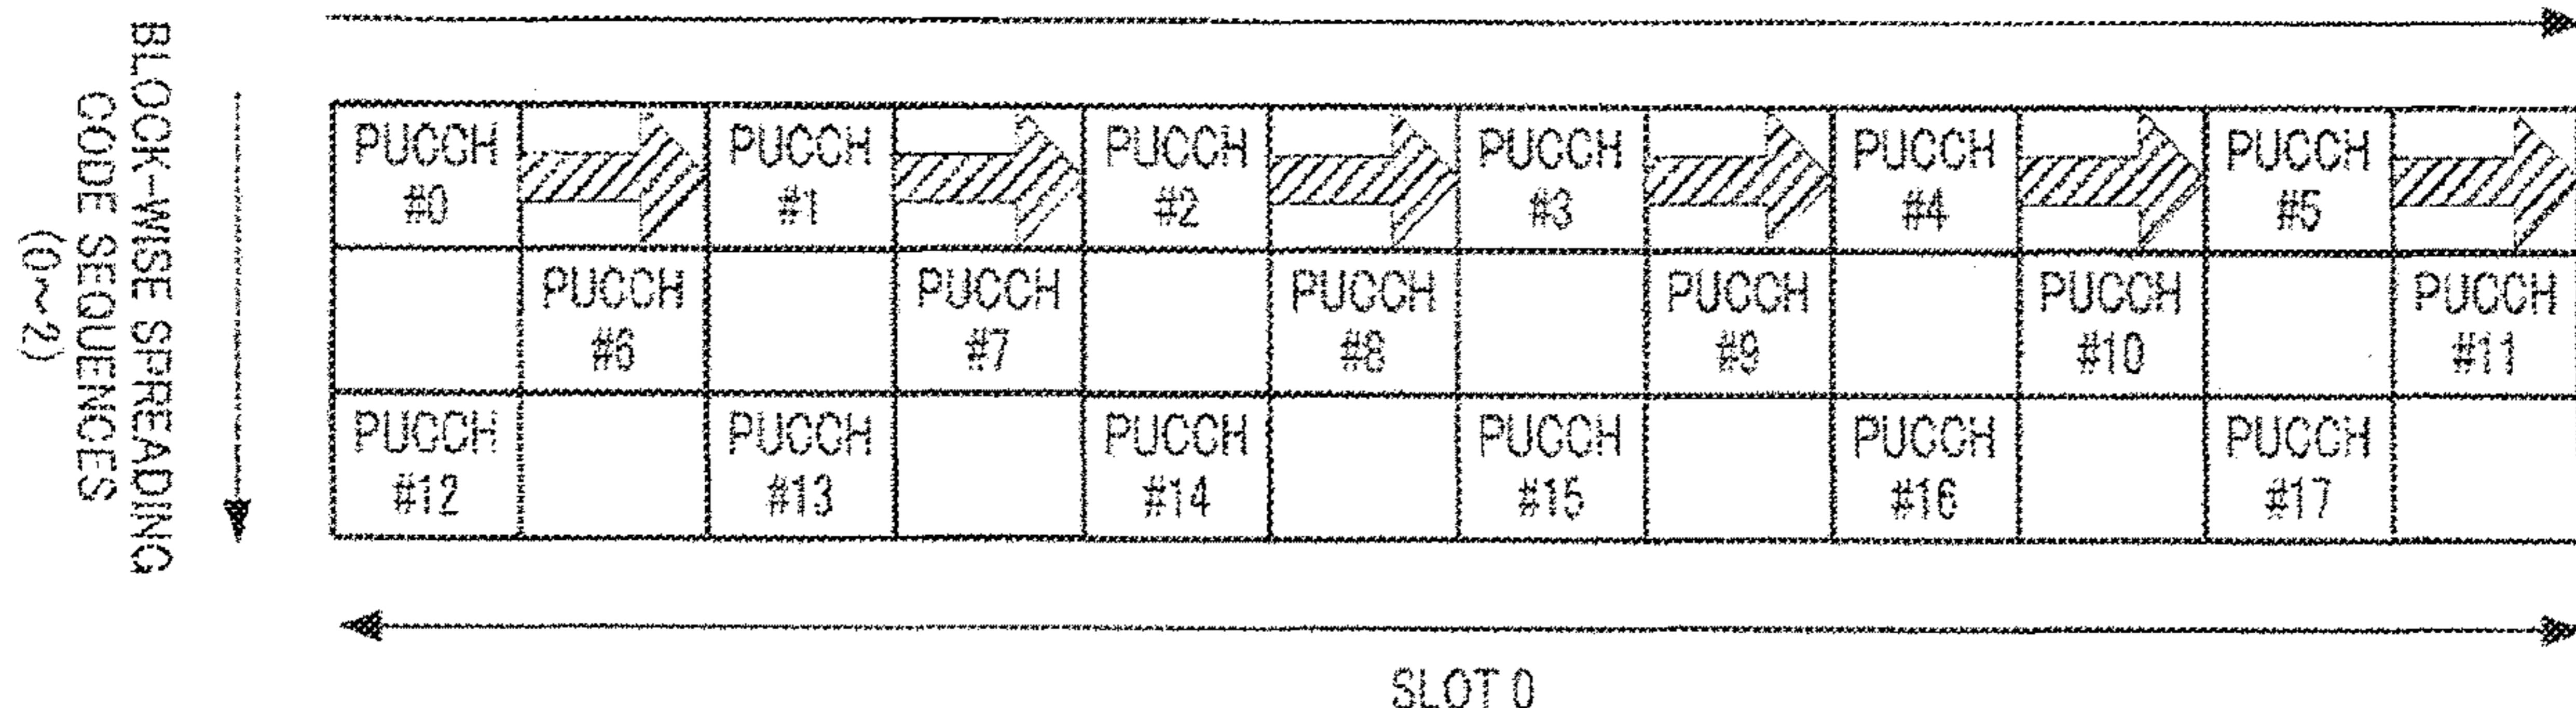 BLOCK-WISE SPREADING
CODE SEQUENCES
(0~2)
PUCCH #0
PUCCH #1
PUCCH #2
PUCCH #3
PUCCH #4
PUCCH #5
PUCCH #6
PUCCH #7
PUCCH #8
PUCCH #9
PUCCH #10
PUCCH #11
PUCCH #12
PUCCH #13
PUCCH #14
PUCCH #15
PUCCH #16
PUCCH #17
SLOT 0